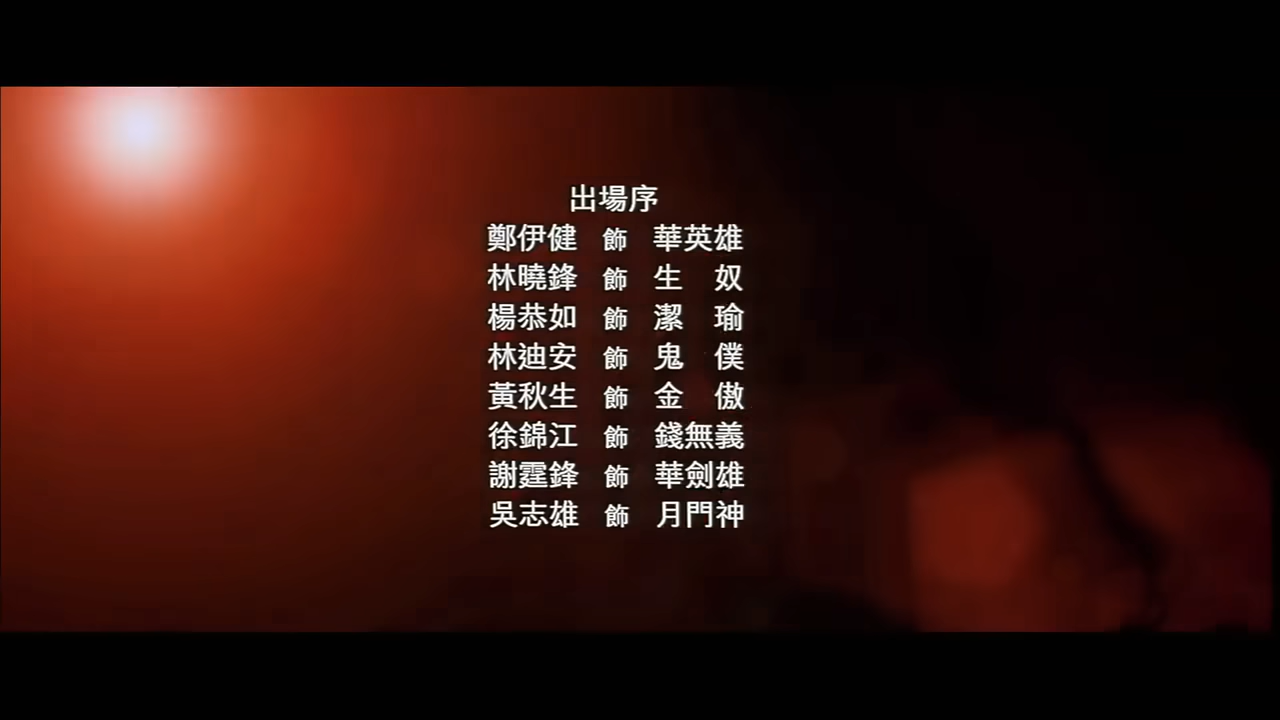 出場序
鄭伊健 飾 華英雄
林曉鋒 飾 生 奴
楊恭如 飾 潔 瑜
林迪安 飾 鬼 僕
黃秋生 飾 金 傲
徐錦江 飾 錢無義
謝霆鋒 飾 華劍雄
吳志雄 飾 月門神